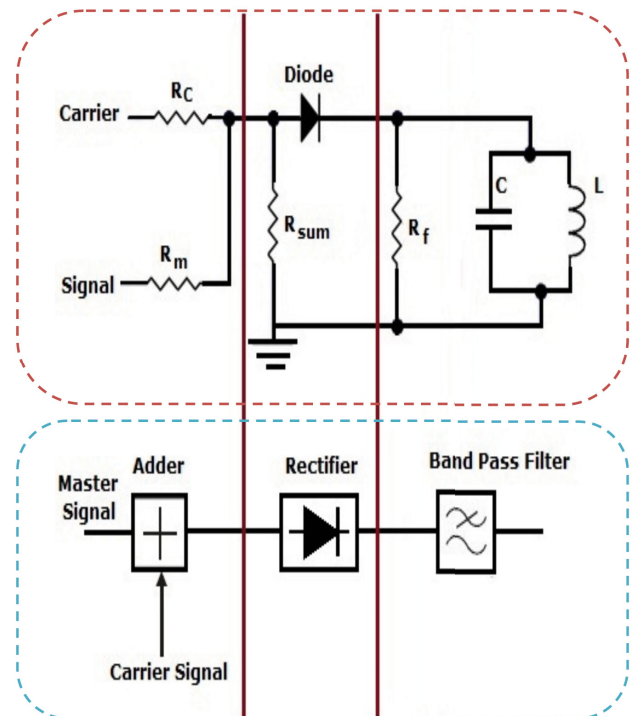 Diode
R_C
Carrier
R_sum
R_f
C
L
R_m
Signal
Adder
Rectifier
Band Pass Filter
Master
Signal
Carrier Signal